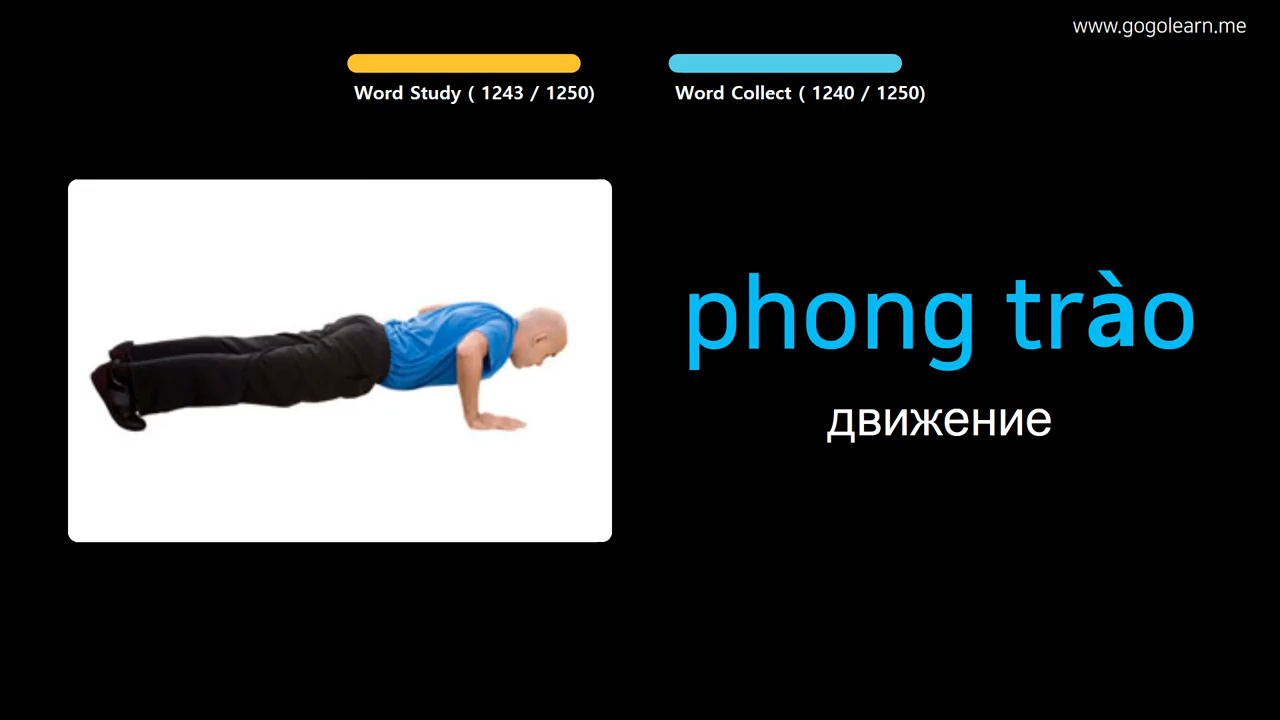 www.gogolearn.me
Word Study ( 1243 / 1250)
Word Collect ( 1240 / 1250)
phong trào
движение